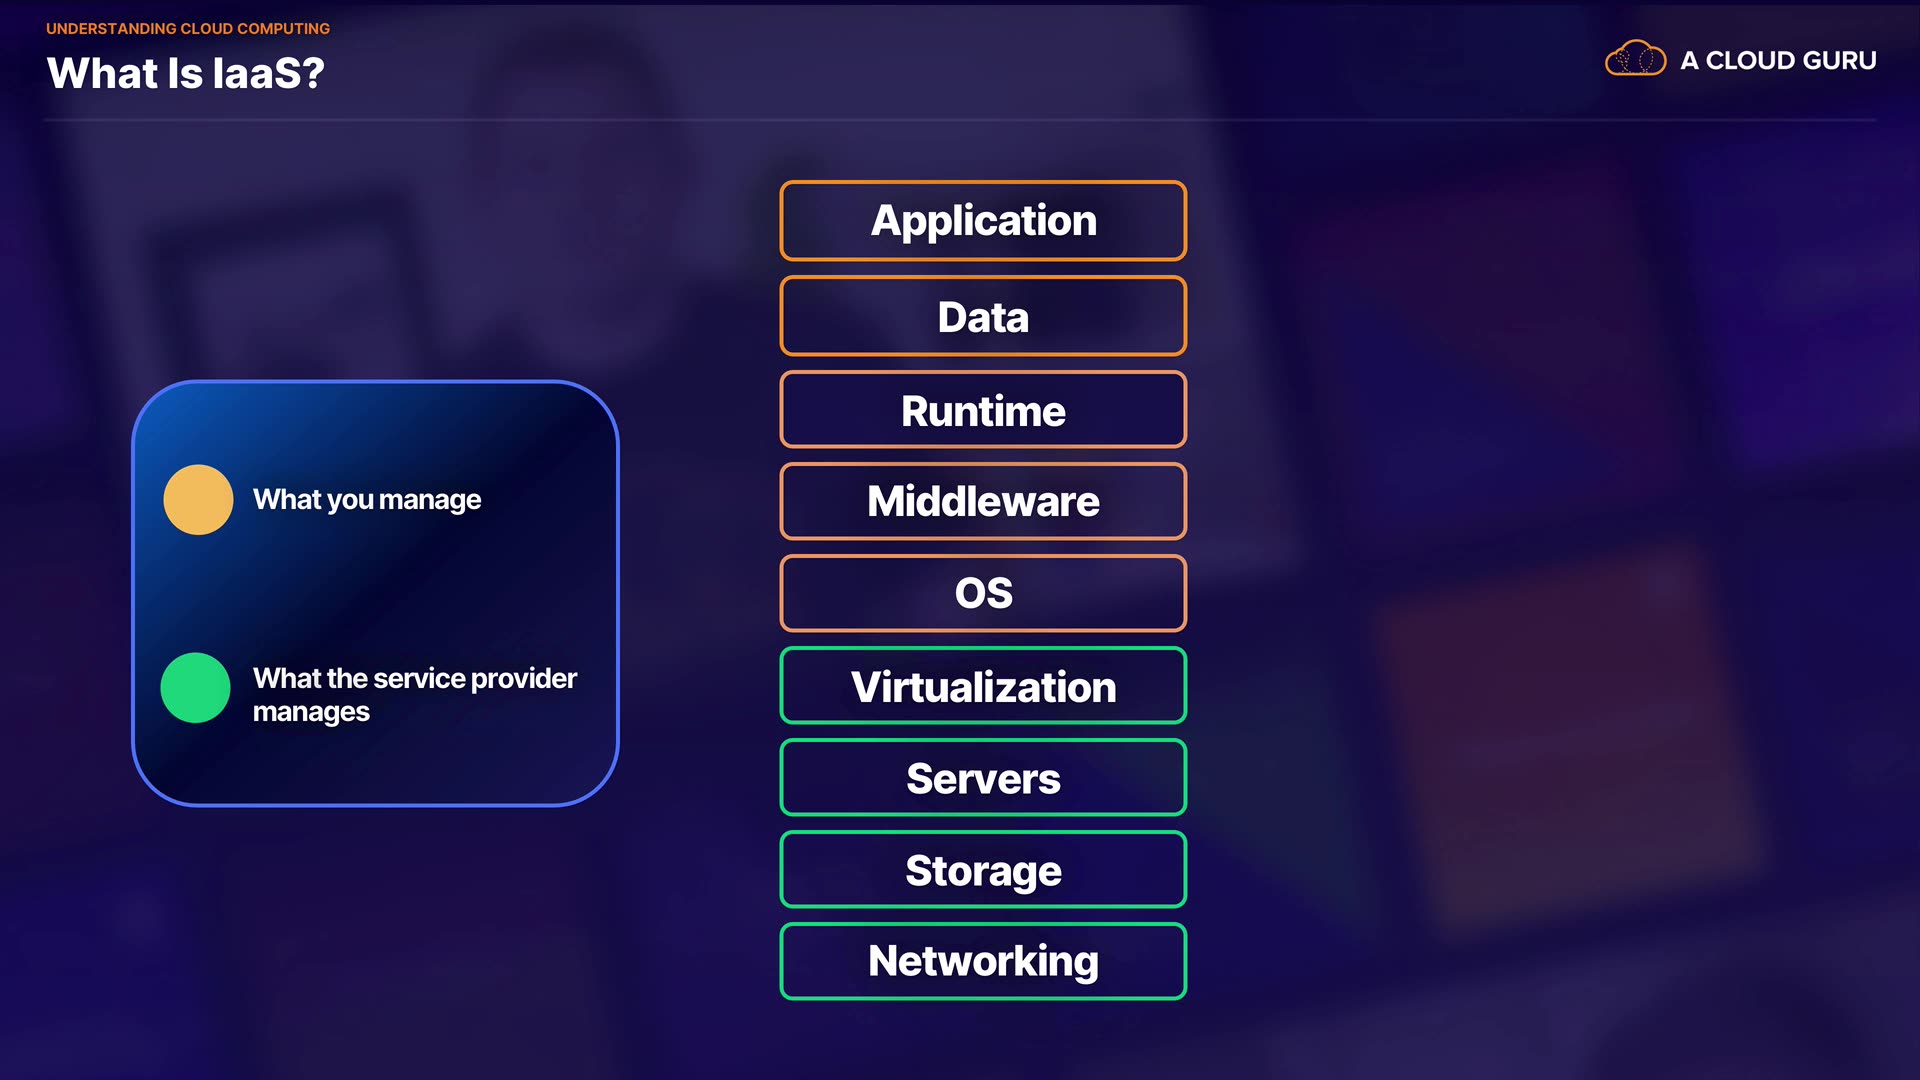 UNDERSTANDING CLOUD COMPUTING
What Is IaaS?
A CLOUD GURU
Application
Data
Runtime
Middleware
OS
Virtualization
Servers
Storage
Networking
What you manage
What the service provider
manages